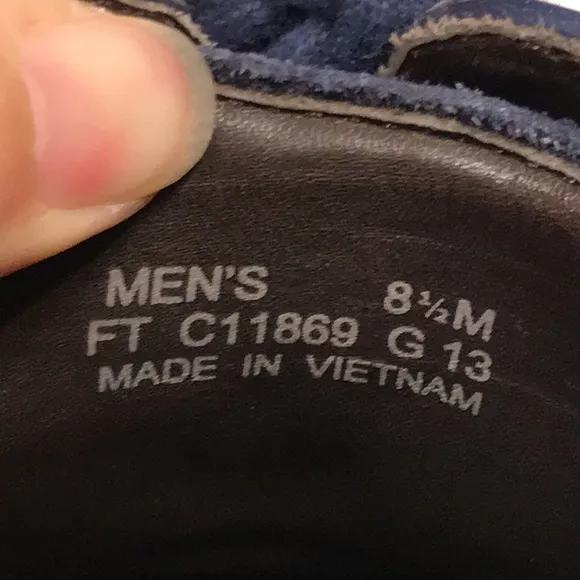 MEN'S 8½M
FT C11869 G 13
MADE IN VIETNAM